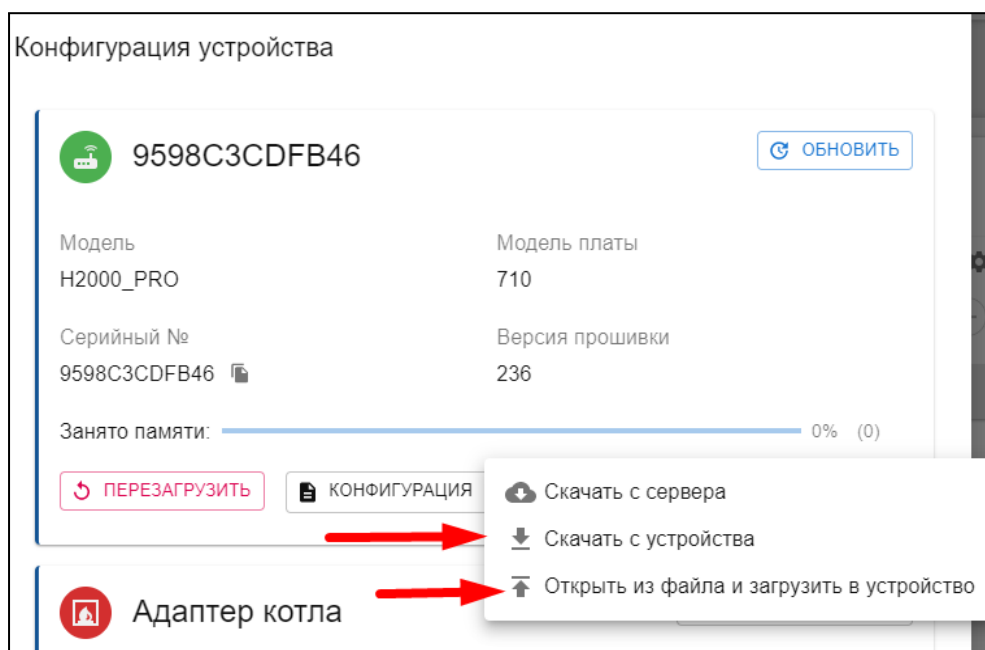 Конфигурация устройства
9598C3CDFB46
ОБНОВИТЬ
Модель
Модель платы
H2000_PRO
710
Серийный №
Версия прошивки
9598C3CDFB46
236
Занято памяти:
0% (0)
ПЕРЕЗАГРУЗИТЬ
КОНФИГУРАЦИЯ
Скачать с сервера
Скачать с устройства
Открыть из файла и загрузить в устройство
Адаптер котла